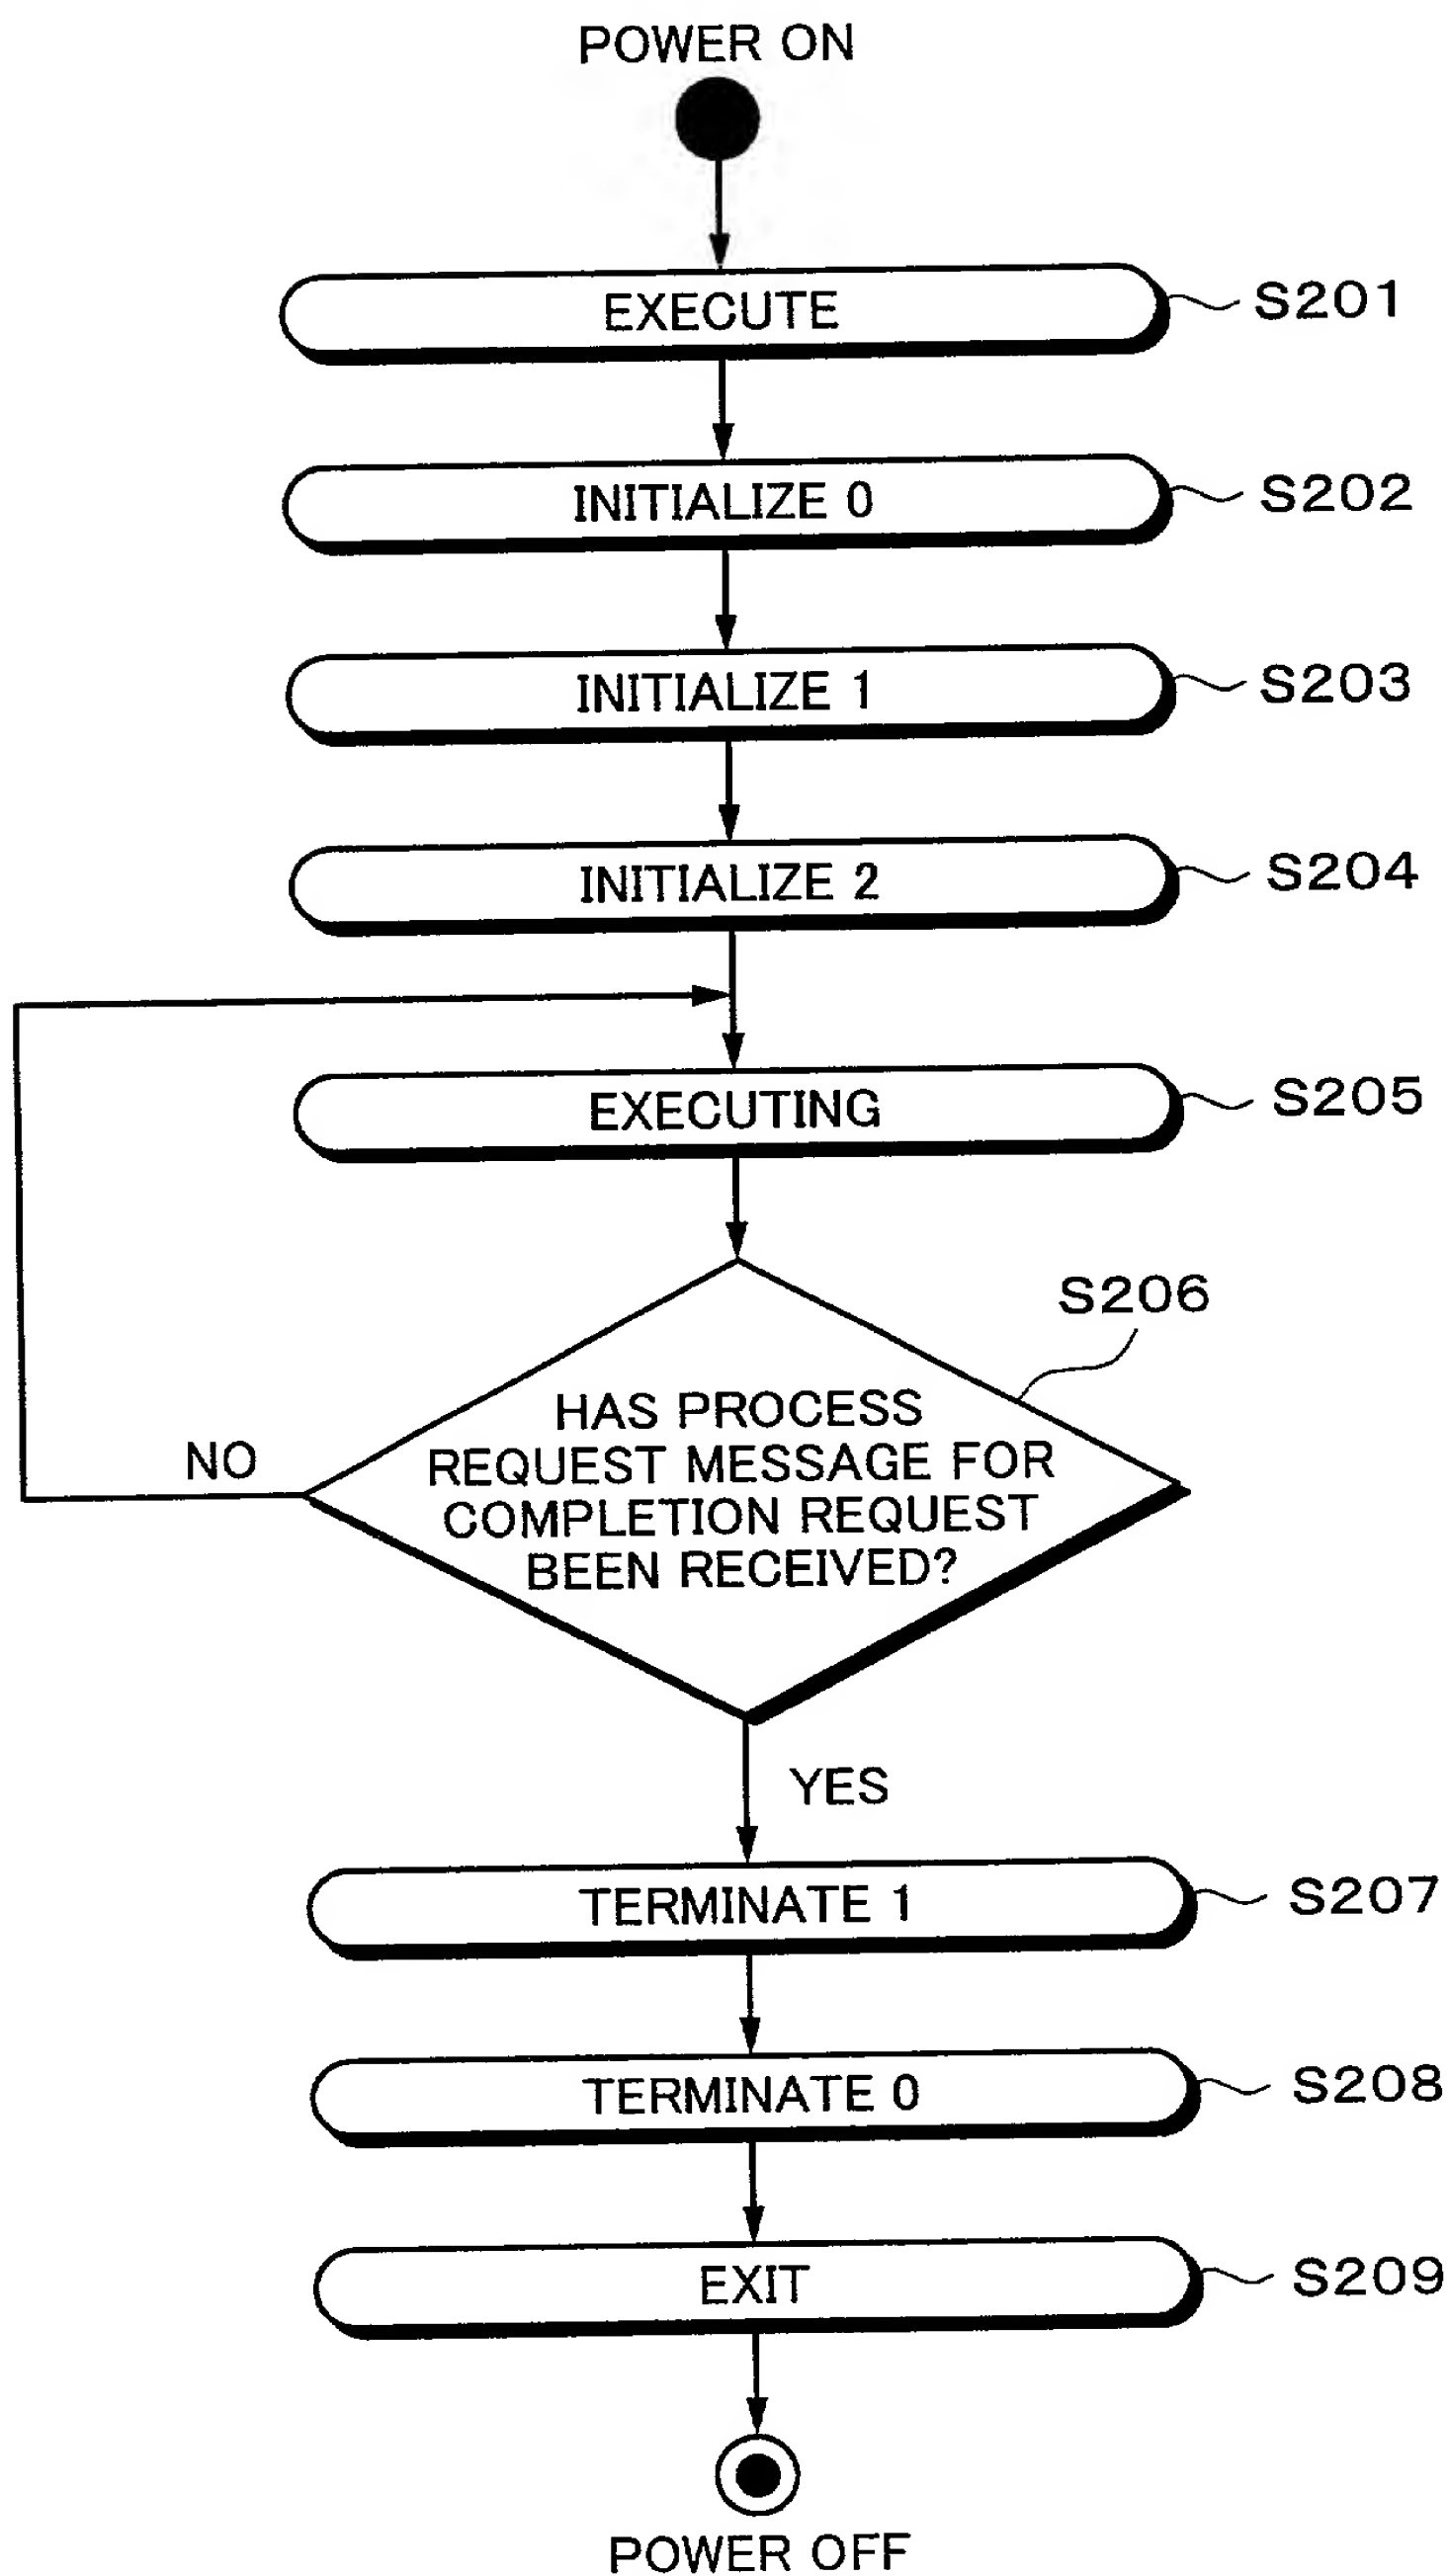 POWER ON
EXECUTE
S201
INITIALIZE 0
S202
INITIALIZE 1
S203
INITIALIZE 2
S204
EXECUTING
S205
S206
HAS PROCESS
REQUEST MESSAGE FOR
COMPLETION REQUEST
BEEN RECEIVED?
NO
YES
TERMINATE 1
S207
TERMINATE 0
S208
EXIT
S209
POWER OFF